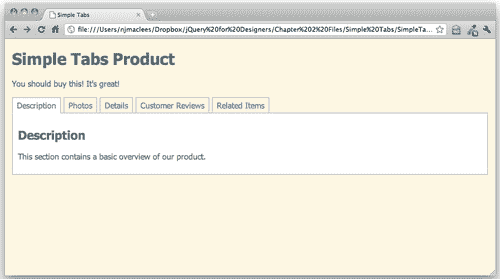 Simple Tabs
file:///Users/njmaclees/Dropbox/jQuery%20for%20Designers/Chapter%202%20Files/Simple%20Tabs/SimpleTa...
Simple Tabs Product
You should buy this! It's great!
Description Photos Details Customer Reviews Related Items
Description
This section contains a basic overview of our product.